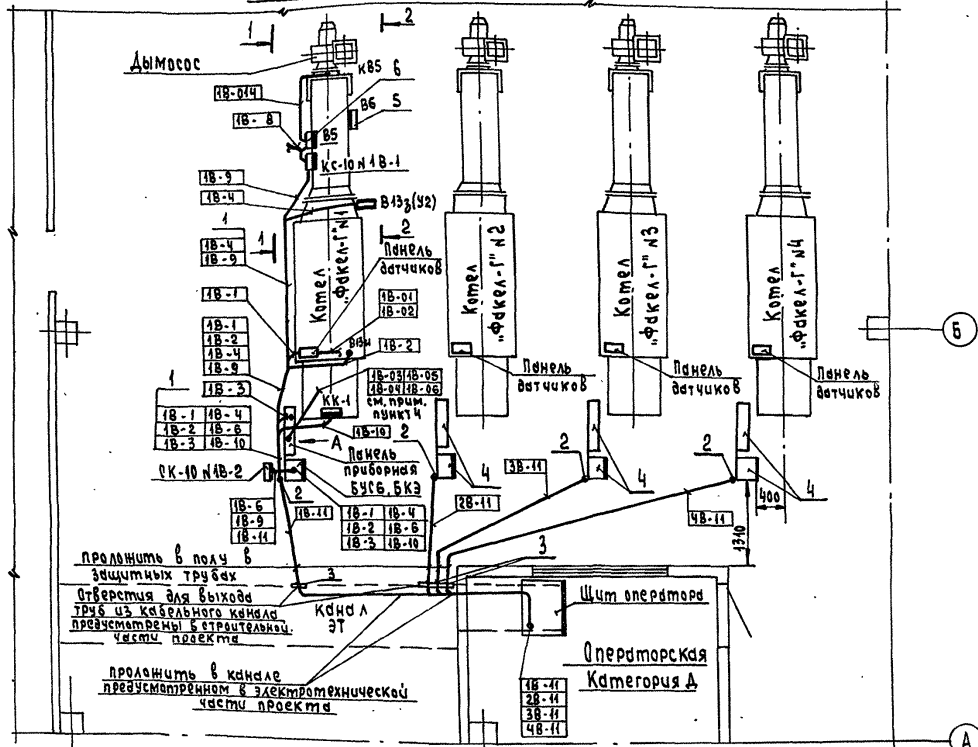 1
2
Дымосос
КВ5
6
1В-014
В6
5
1В-8
В5
КС-10 N 1В-1
1В-9
1В-4
В13з(У2)
1
2
1
1В-4
1В-9
Панель
датчиков
Котел
„Факел-Г" N1
Котел
„Факел-Г" N2
Котел
„Факел-Г" N3
Котел
„Факел-Г" N4
Б
1В-1
1В-01
1В-02
1В-1
1В-2
1В-4
1В-9
1В-2
Панель
датчиков
Панель
датчиков
Панель
датчиков
1В-3
1В-03 1В-05
1В-04 1В-06
см. прим.
пункт 4
КК-1
1
1В-1 1В-4
1В-2 1В-6
1В-3 1В-10
1В-10
А
Панель
приборная
БУСБ, БКЭ
СК-10 N 1В-2
2
4
3В-11
2
4
2
4
400
1310
1В-6
1В-9
1В-11
2
1В-11
1В-1 1В-4
1В-2 1В-6
1В-3 1В-10
2В-11
4В-11
проложить в полу в
защитных трубах
3
3
Отверстия для выхода
труб из кабельного канала
предусмотрены в строительной
части проекта
канал
ЭТ
Щит оператора
Операторская
Категория Д
проложить в канале
предусмотренном в электротехнической
части проекта
1В-11
2В-11
3В-11
4В-11
А